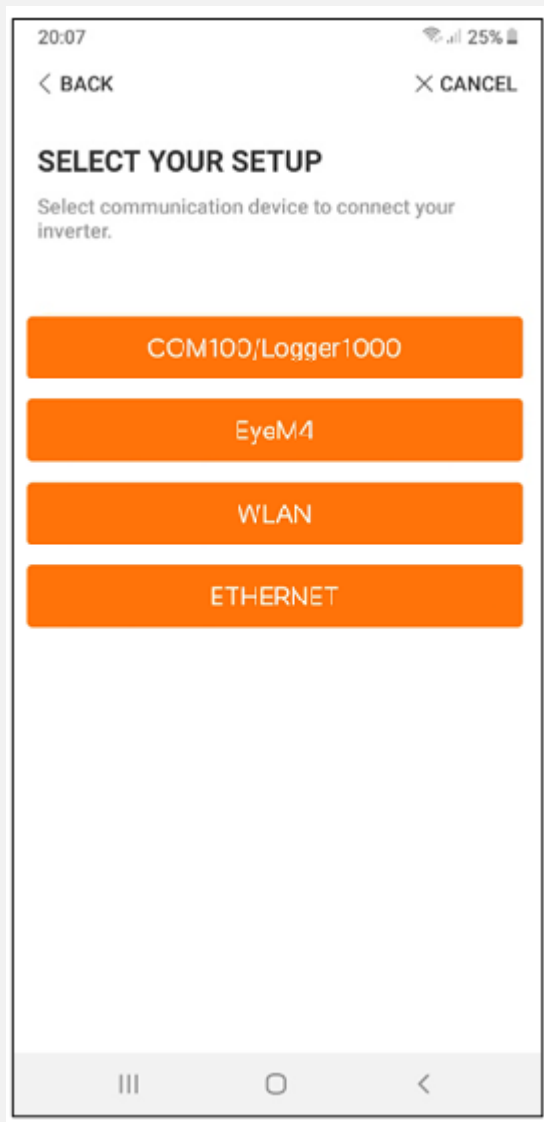 20:07 25%
< BACK × CANCEL
SELECT YOUR SETUP
Select communication device to connect your
inverter.
COM100/Logger1000
EyeM4
WLAN
ETHERNET